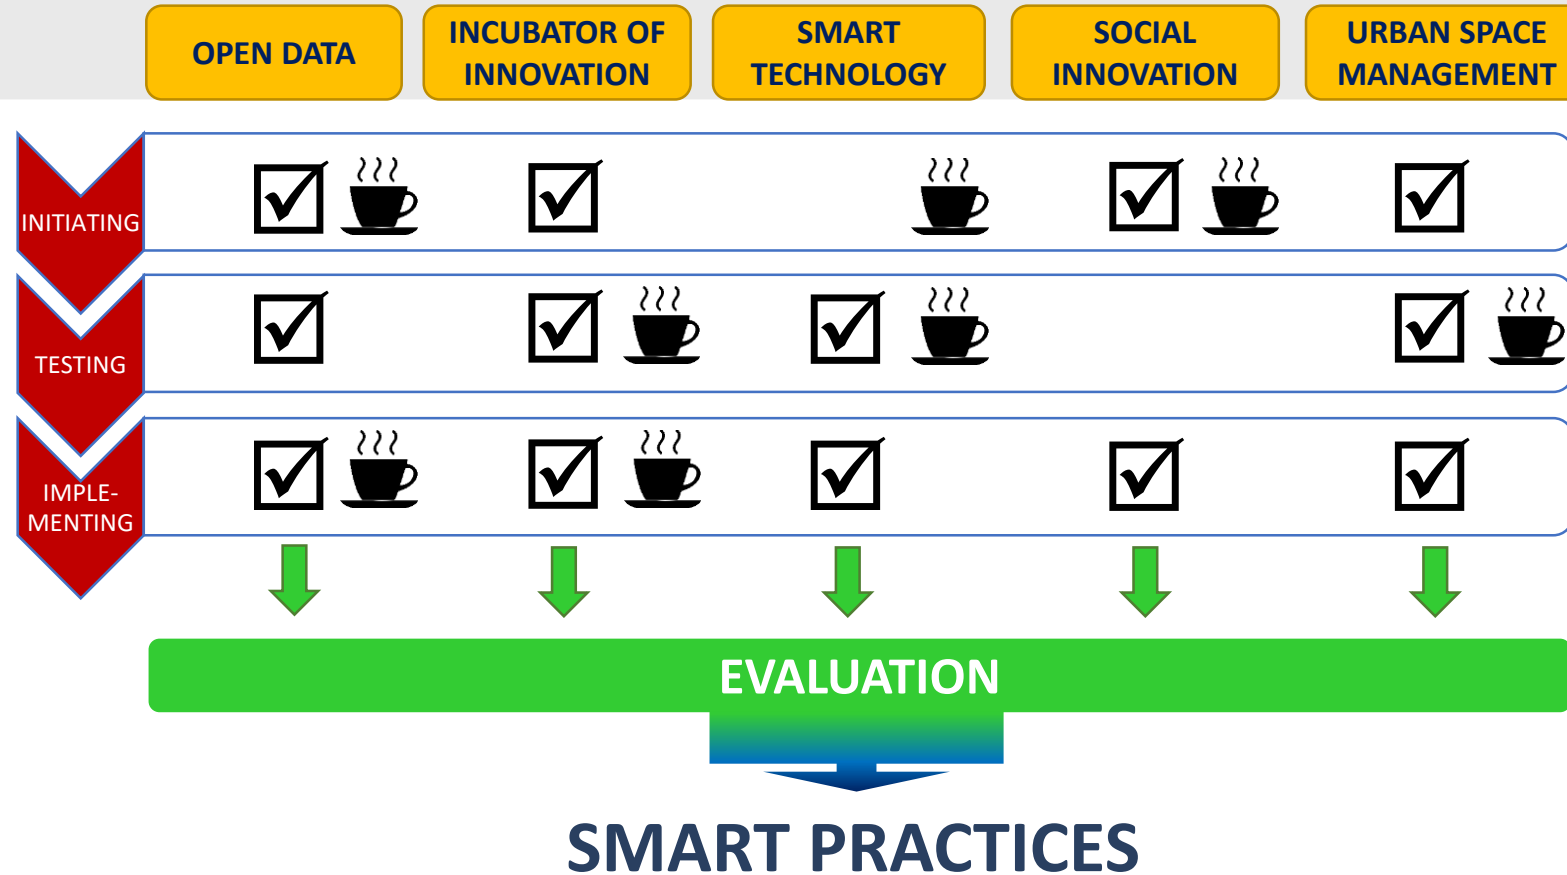 OPEN DATA
INCUBATOR OF
INNOVATION
SMART
TECHNOLOGY
SOCIAL
INNOVATION
URBAN SPACE
MANAGEMENT
INITIATING
TESTING
IMPLE-
MENTING
EVALUATION
SMART PRACTICES